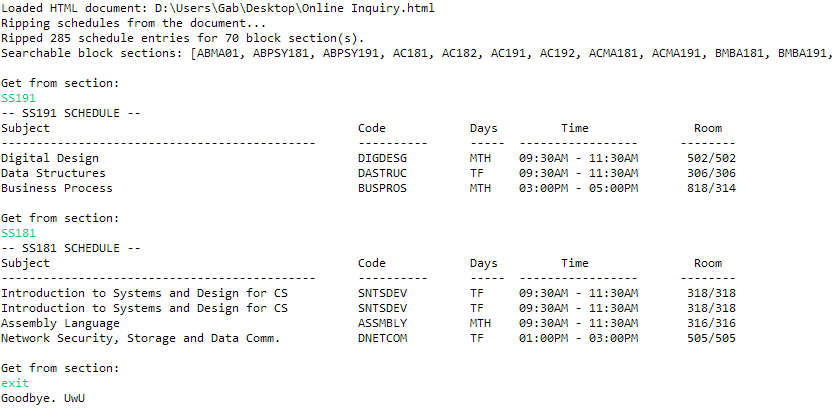 Loaded HTML document: D:\Users\Gab\Desktop\Online Inquiry.html
Ripping schedules from the document...
Ripped 285 schedule entries for 70 block section(s).
Searchable block sections: [ABMA01, ABPSY181, ABPSY191, AC181, AC182, AC191, AC192, ACMA181, ACMA191, BMBA181, BMBA191,
Get from section:
SS191
-- SS191 SCHEDULE --
Subject Code Days Time Room
------------------------------------------ ---------- ----- ----------------- --------
Digital Design DIGDESG MTH 09:30AM - 11:30AM 502/502
Data Structures DASTRUC TF 09:30AM - 11:30AM 306/306
Business Process BUSPROS MTH 03:00PM - 05:00PM 818/314
Get from section:
SS181
-- SS181 SCHEDULE --
Subject Code Days Time Room
------------------------------------------ ---------- ----- ----------------- --------
Introduction to Systems and Design for CS SNTSDEV TF 09:30AM - 11:30AM 318/318
Introduction to Systems and Design for CS SNTSDEV TF 09:30AM - 11:30AM 318/318
Assembly Language ASSMBLY MTH 09:30AM - 11:30AM 316/316
Network Security, Storage and Data Comm. DNETCOM TF 01:00PM - 03:00PM 505/505
Get from section:
exit
Goodbye. UwU